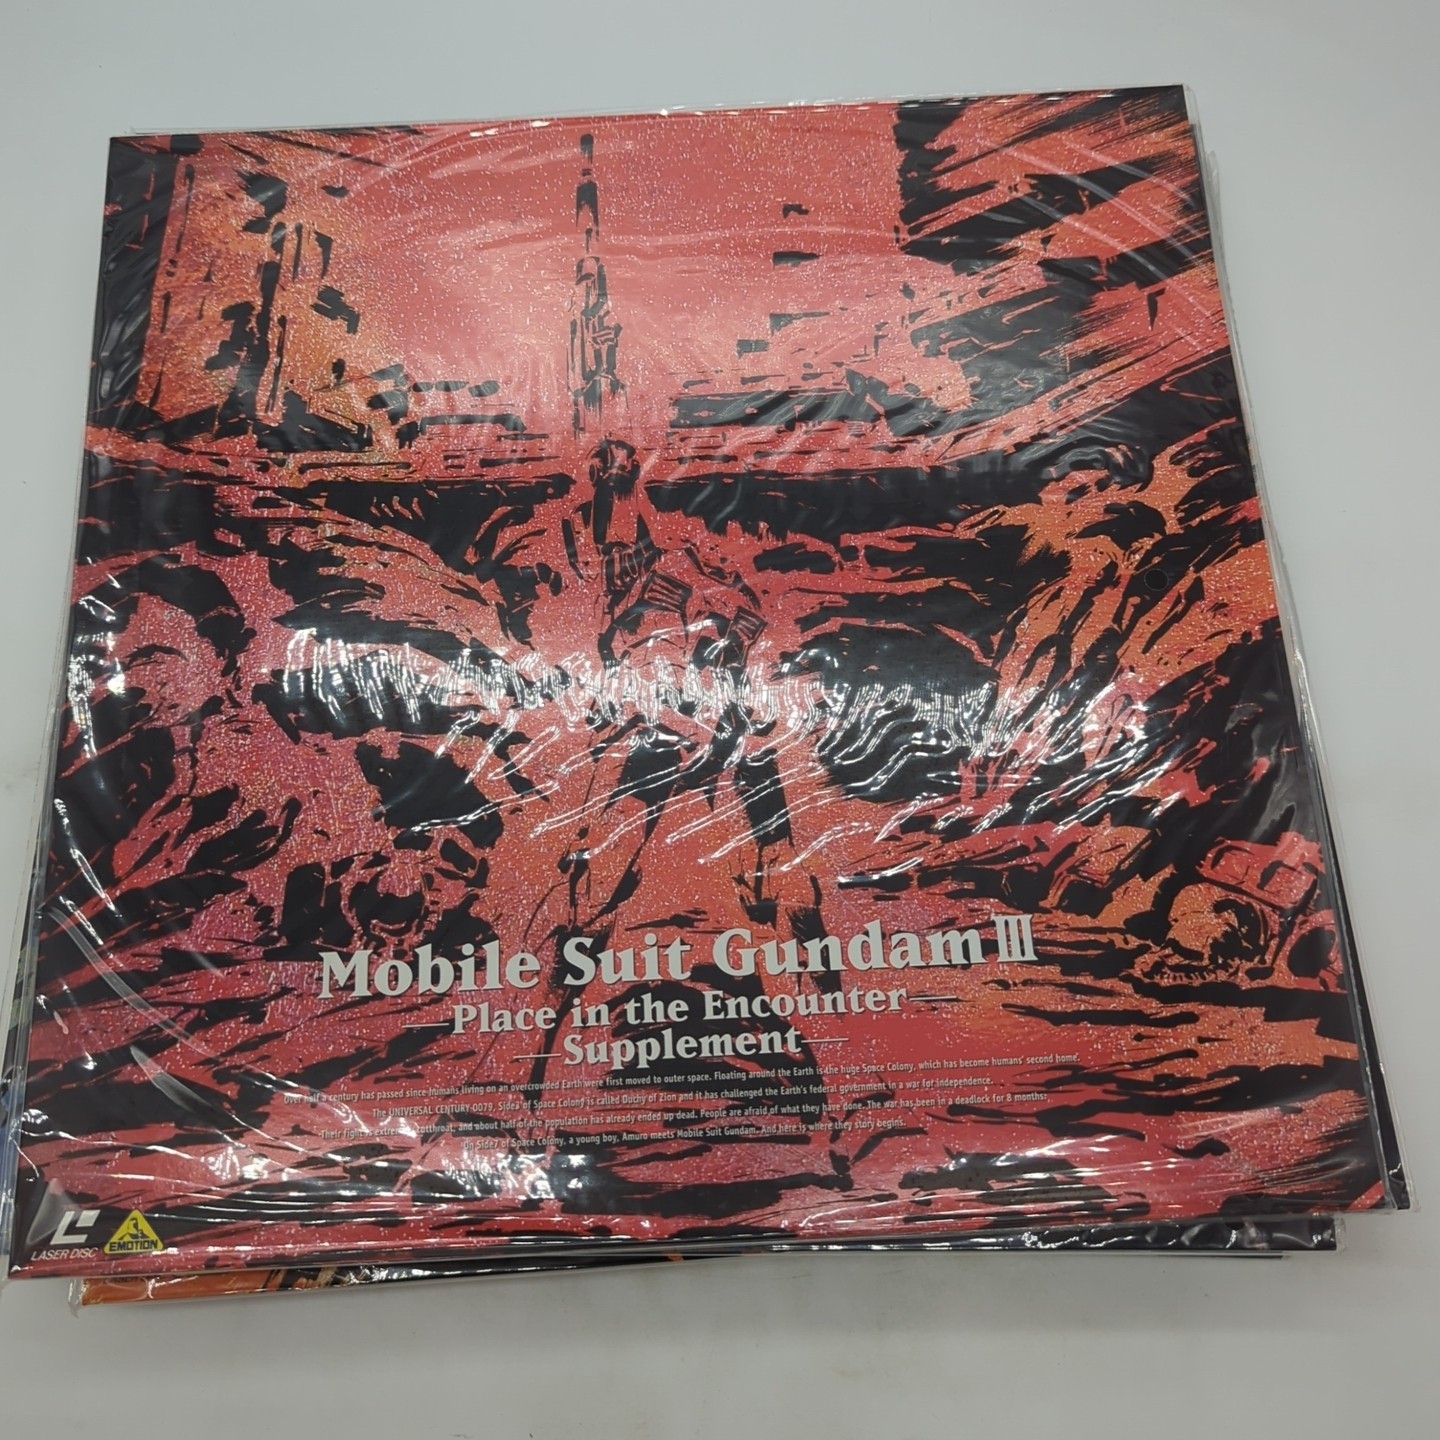 Mobile Suit Gundam III
—Place in the Encounter—
—Supplement—
Over half a century has passed since humans living on an overcrowded Earth were first moved to outer space. Floating around the Earth is the huge Space Colony, which has become humans' second home.
The UNIVERSAL CENTURY-0079, Side3 of Space Colony is called Duchy of Zion and it has challenged the Earth's federal government in a war for independence.
Their fight is cutthroat, and about half of the population has already ended up dead. People are afraid of what they have done. The war has been in a deadlock for 8 months.
On Side7 of Space Colony, a young boy, Amuro meets Mobile Suit Gundam. And here is where they story begins.
LASER DISC
EMOTION